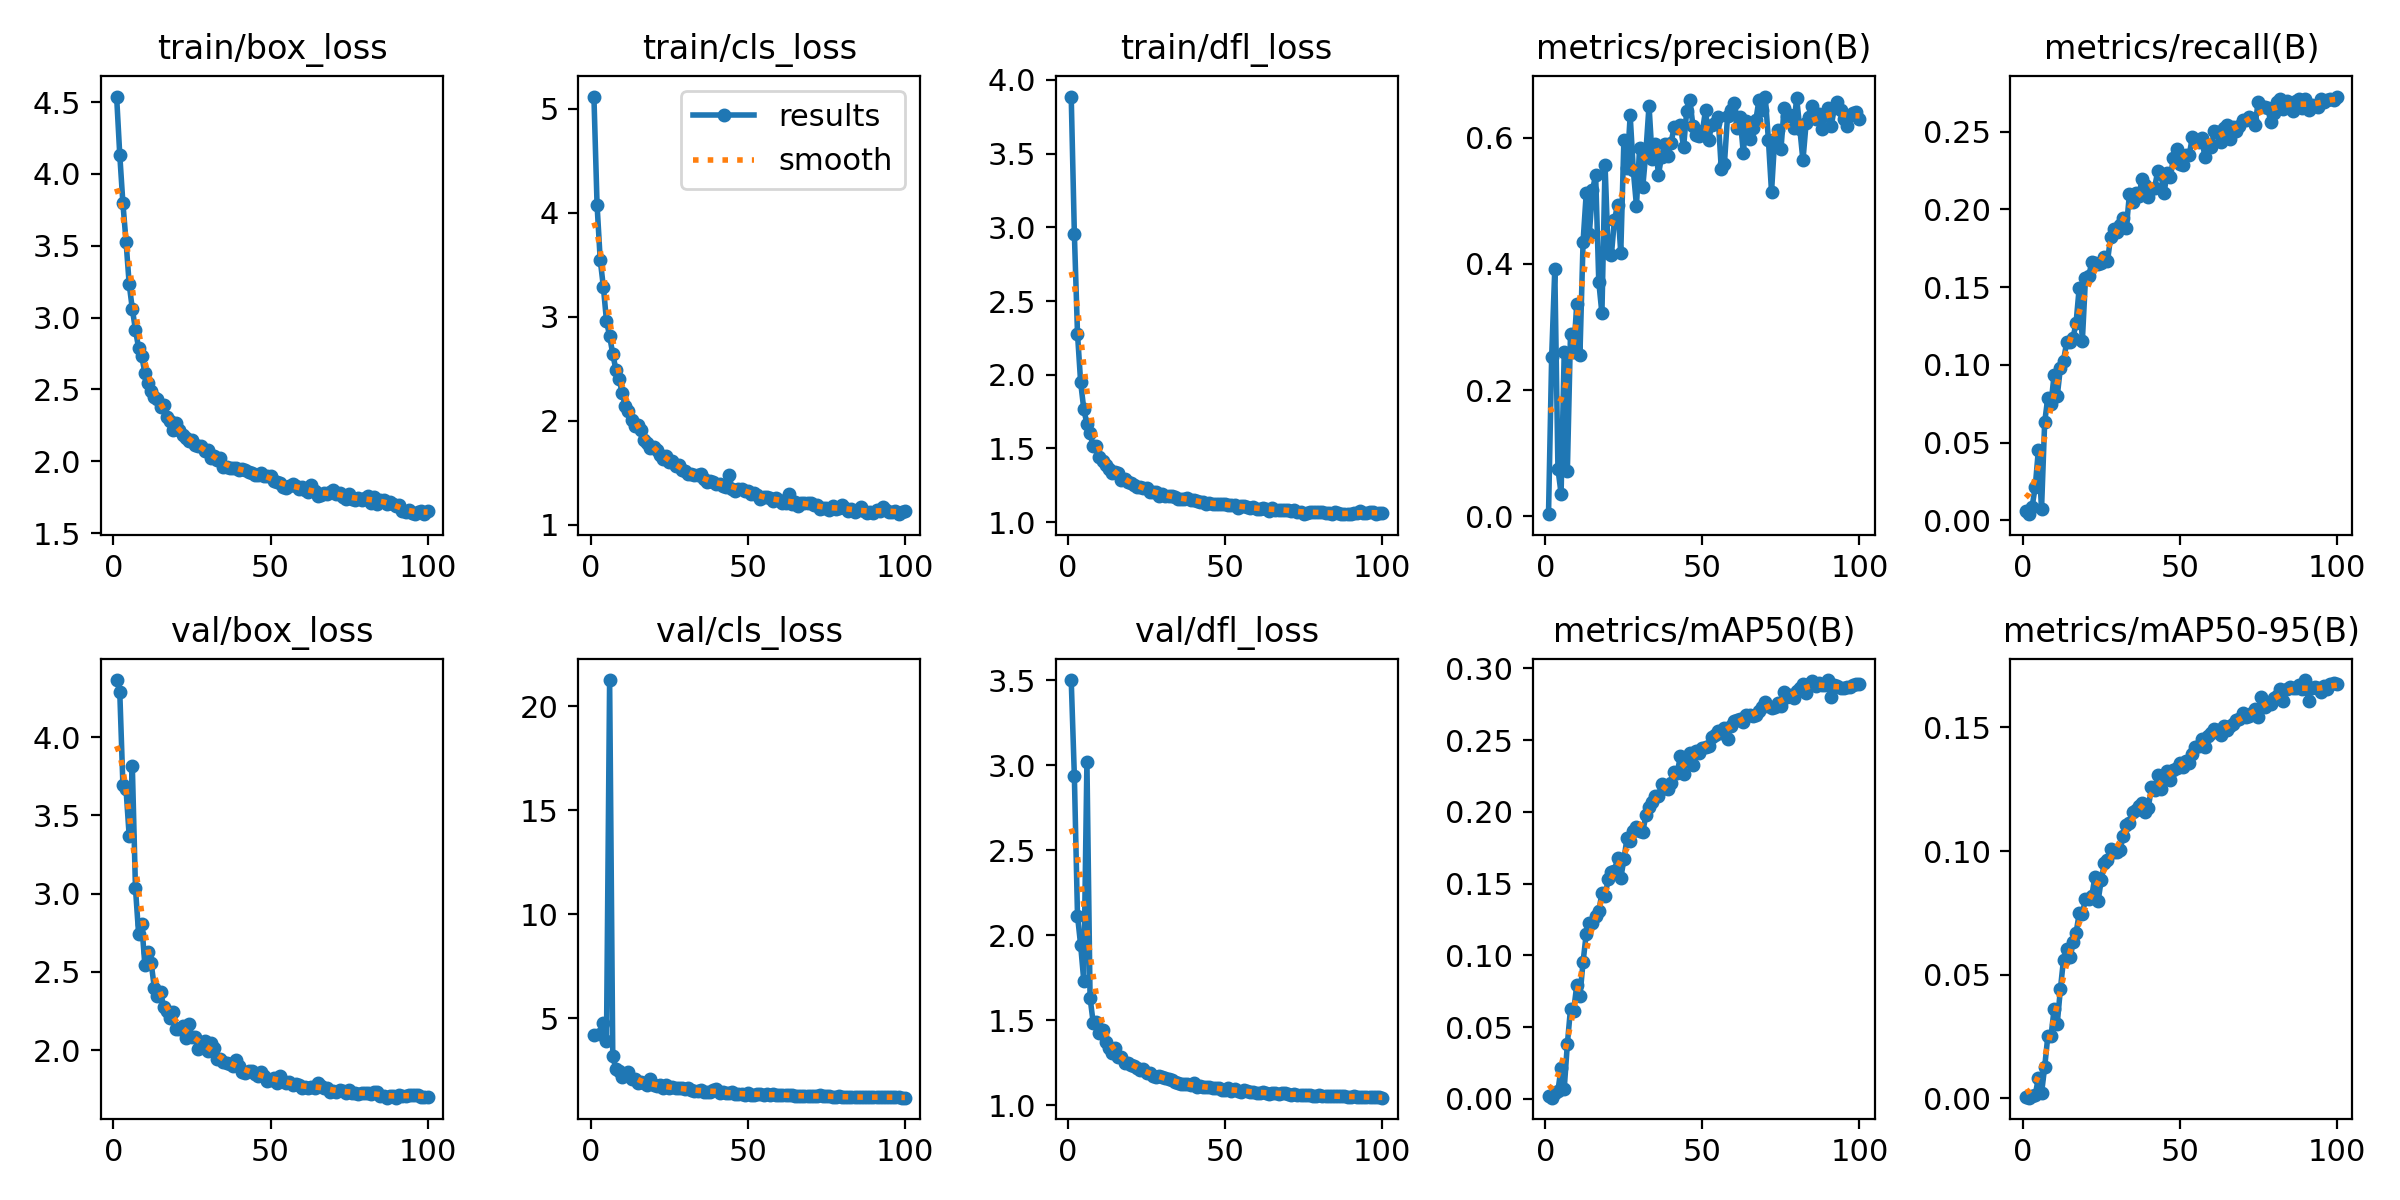 train/box_loss
4.5
4.0
3.5
3.0
2.5
2.0
1.5
0 50 100
train/cls_loss
results
smooth
5
4
3
2
1
0 50 100
train/dfl_loss
4.0
3.5
3.0
2.5
2.0
1.5
1.0
0 50 100
metrics/precision(B)
0.6
0.4
0.2
0.0
0 50 100
metrics/recall(B)
0.25
0.20
0.15
0.10
0.05
0.00
0 50 100
val/box_loss
4.0
3.5
3.0
2.5
2.0
0 50 100
val/cls_loss
20
15
10
5
0 50 100
val/dfl_loss
3.5
3.0
2.5
2.0
1.5
1.0
0 50 100
metrics/mAP50(B)
0.30
0.25
0.20
0.15
0.10
0.05
0.00
0 50 100
metrics/mAP50-95(B)
0.15
0.10
0.05
0.00
0 50 100